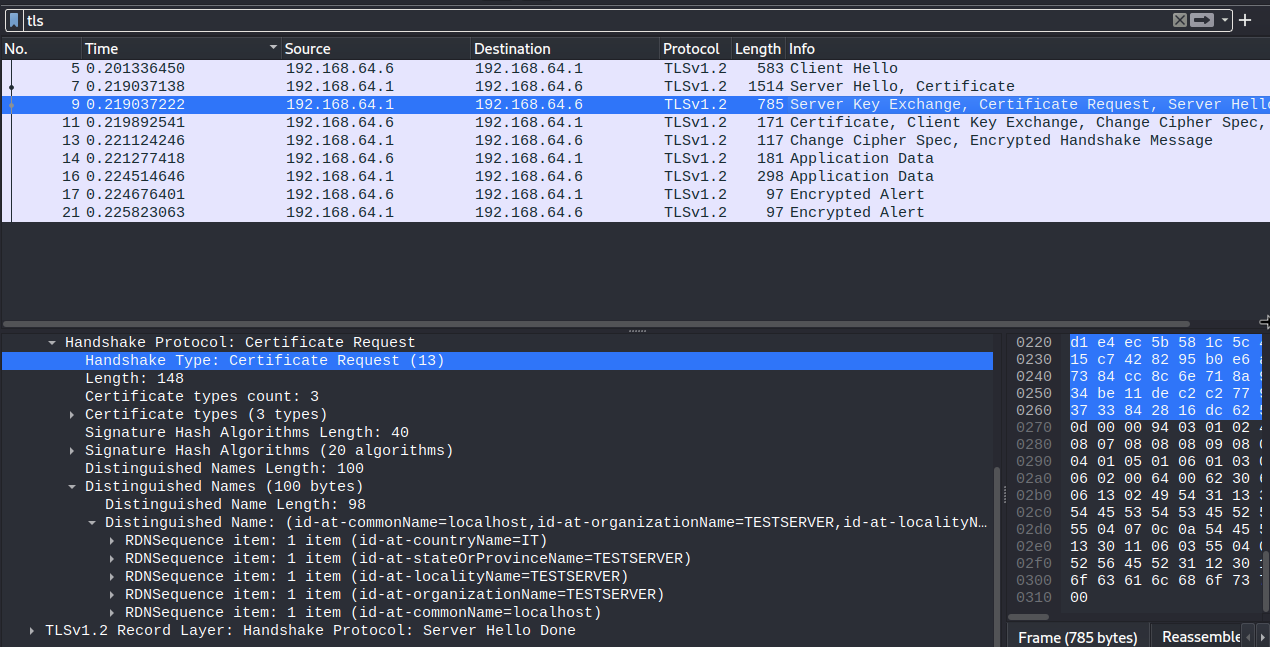 tls
No. Time Source Destination Protocol Length Info
5 0.201336450 192.168.64.6 192.168.64.1 TLSv1.2 583 Client Hello
7 0.219037138 192.168.64.1 192.168.64.6 TLSv1.2 1514 Server Hello, Certificate
9 0.219037222 192.168.64.1 192.168.64.6 TLSv1.2 785 Server Key Exchange, Certificate Request, Server Hell
11 0.219892541 192.168.64.6 192.168.64.1 TLSv1.2 171 Certificate, Client Key Exchange, Change Cipher Spec,
13 0.221124246 192.168.64.1 192.168.64.6 TLSv1.2 117 Change Cipher Spec, Encrypted Handshake Message
14 0.221277418 192.168.64.6 192.168.64.1 TLSv1.2 181 Application Data
16 0.224514646 192.168.64.1 192.168.64.6 TLSv1.2 298 Application Data
17 0.224676401 192.168.64.6 192.168.64.1 TLSv1.2 97 Encrypted Alert
21 0.225823063 192.168.64.1 192.168.64.6 TLSv1.2 97 Encrypted Alert
Handshake Protocol: Certificate Request
Handshake Type: Certificate Request (13)
Length: 148
Certificate types count: 3
Certificate types (3 types)
Signature Hash Algorithms Length: 40
Signature Hash Algorithms (20 algorithms)
Distinguished Names Length: 100
Distinguished Names (100 bytes)
Distinguished Name Length: 98
Distinguished Name: (id-at-commonName=localhost,id-at-organizationName=TESTSERVER,id-at-localityN…
RDNSequence item: 1 item (id-at-countryName=IT)
RDNSequence item: 1 item (id-at-stateOrProvinceName=TESTSERVER)
RDNSequence item: 1 item (id-at-localityName=TESTSERVER)
RDNSequence item: 1 item (id-at-organizationName=TESTSERVER)
RDNSequence item: 1 item (id-at-commonName=localhost)
TLSv1.2 Record Layer: Handshake Protocol: Server Hello Done
0220 d1 e4 ec 5b 58 1c 5c
0230 15 c7 42 82 95 b0 e6
0240 73 84 cc 8c 6e 71 8a
0250 34 be 11 de c2 c2 77
0260 37 33 84 28 16 dc 62
0270 0d 00 00 94 03 01 02
0280 08 07 08 08 08 09 08
0290 04 01 05 01 06 01 03
02a0 06 02 00 64 00 62 30
02b0 06 13 02 49 54 31 13
02c0 54 45 53 54 53 45 52
02d0 55 04 07 0c 0a 54 45
02e0 13 30 11 06 03 55 04
02f0 52 56 45 52 31 12 30
0300 6f 63 61 6c 68 6f 73
0310 00
Frame (785 bytes) Reassemble